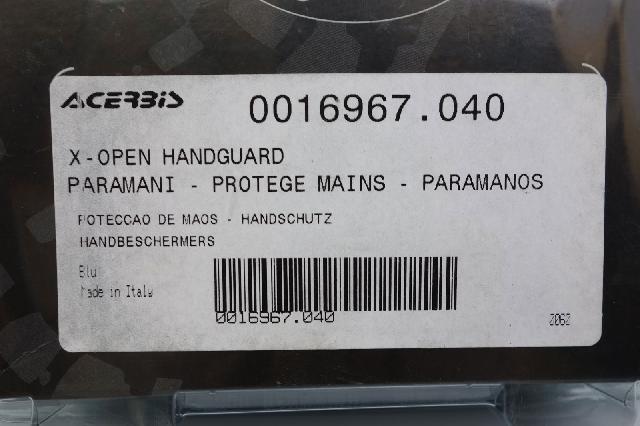 ACERBIS
0016967.040
X-OPEN HANDGUARD
PARAMANI - PROTEGE MAINS - PARAMANOS
POTECCAO DE MAOS - HANDSCHUTZ
HANDBESCHERMERS
Blu
Made in Italy
0016967.040
2062